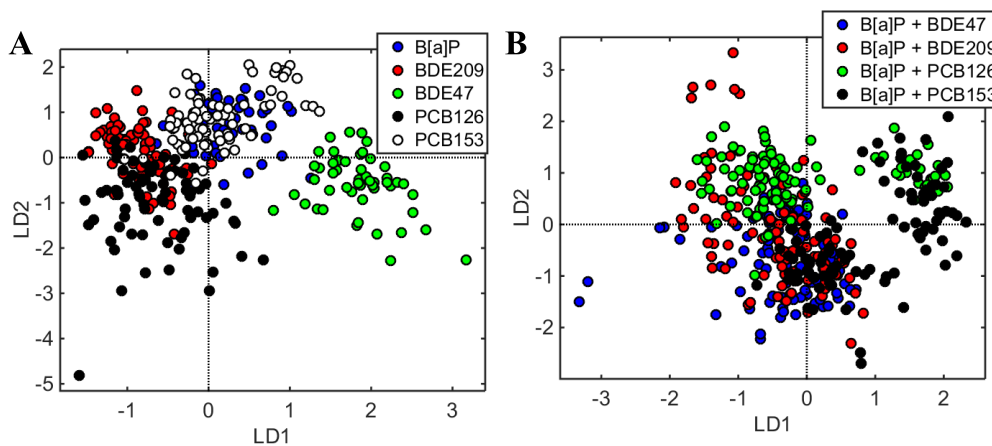 A
B[a]P
BDE209
BDE47
PCB126
PCB153
2
1
0
-1
-2
-3
-4
-5
LD2
-1
0
1
2
3
LD1
B
B[a]P + BDE47
B[a]P + BDE209
B[a]P + PCB126
B[a]P + PCB153
3
2
1
0
-1
-2
LD2
-3
-2
-1
0
1
2
LD1